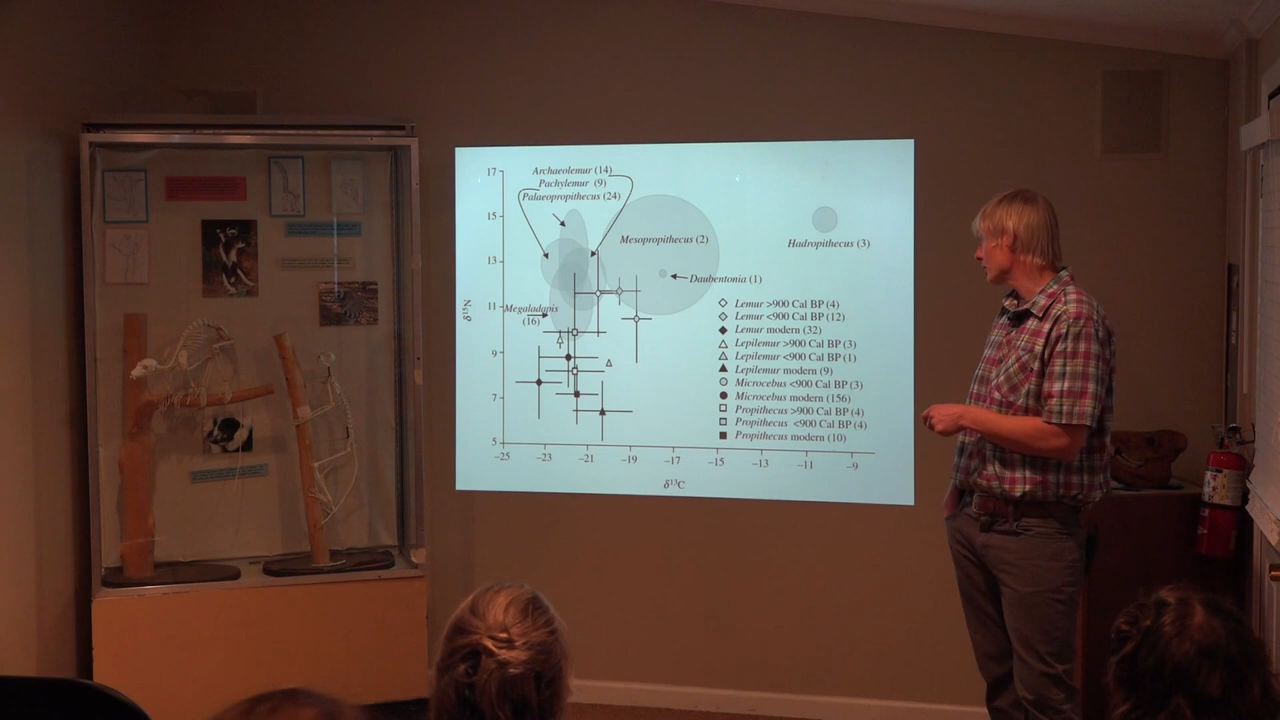 17
15
13
11
9
7
5
δ¹⁵N
Archaeolemur (14)
Pachylemur (9)
Palaeopropithecus (24)
Mesopropithecus (2)
Hadropithecus (3)
Daubentonia (1)
Megaladapis
(16)
Lemur >900 Cal BP (4)
Lemur <900 Cal BP (12)
Lemur modern (32)
Lepilemur >900 Cal BP (3)
Lepilemur <900 Cal BP (1)
Lepilemur modern (9)
Microcebus <900 Cal BP (3)
Microcebus modern (156)
Propithecus >900 Cal BP (4)
Propithecus <900 Cal BP (4)
Propithecus modern (10)
–25 –23 –21 –19 –17 –15 –13 –11 –9
δ¹³C